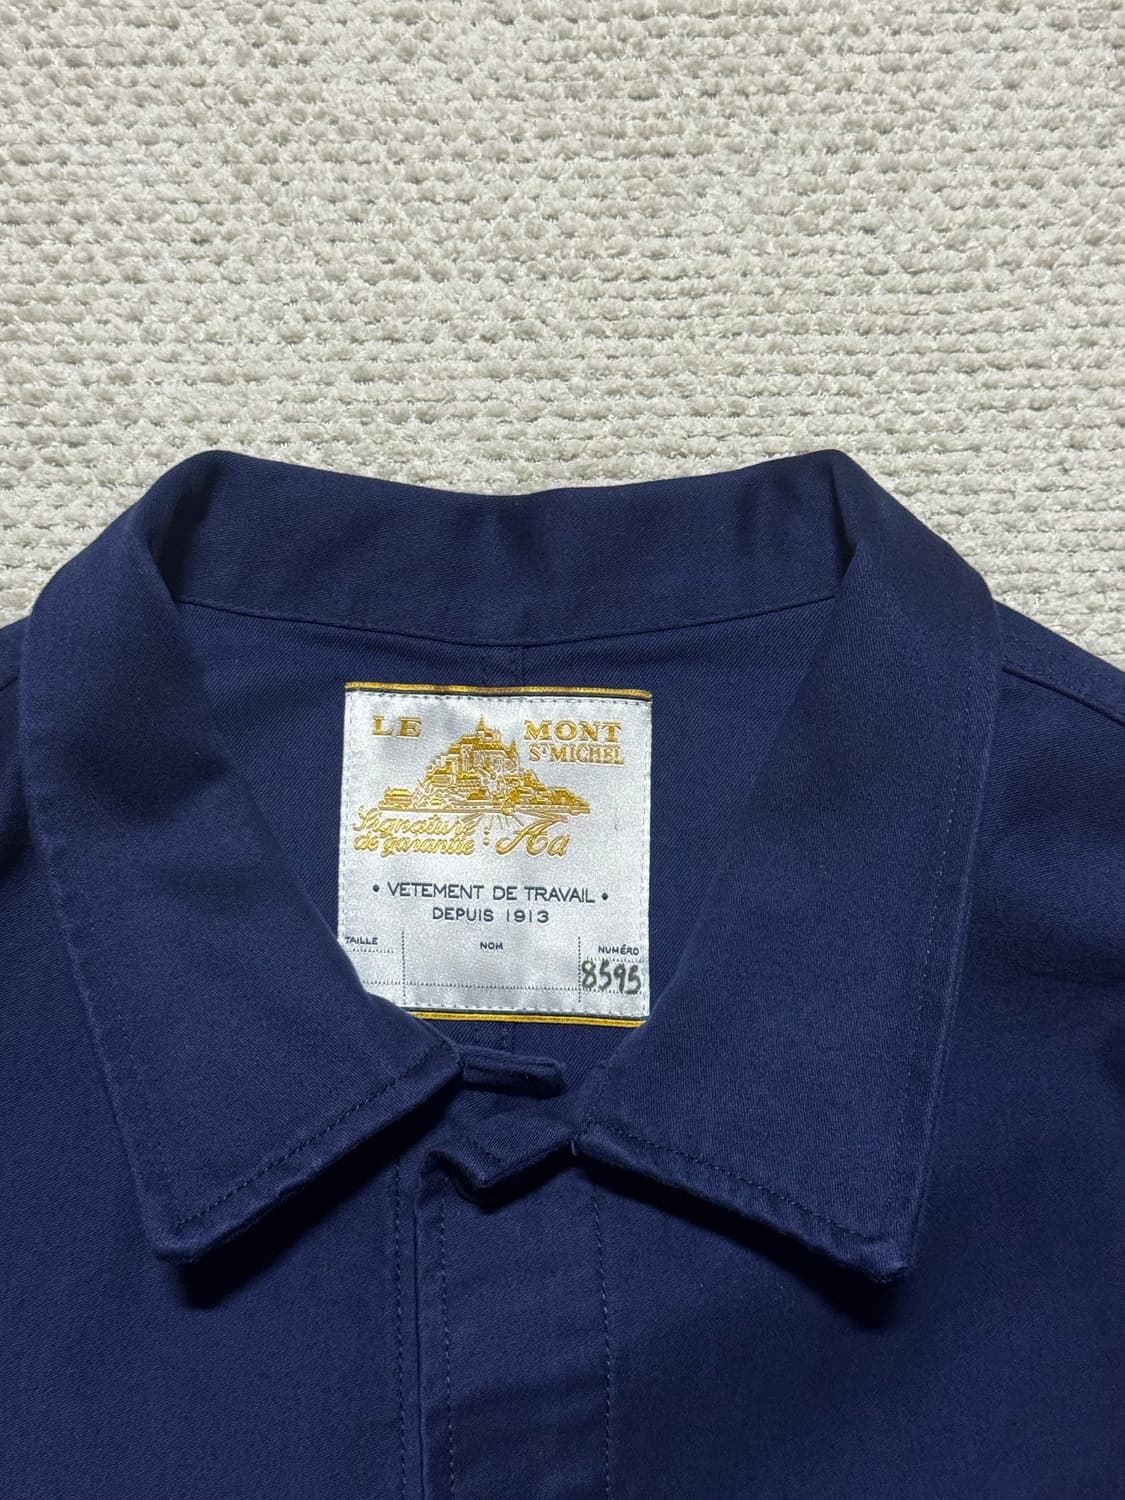 LE MONT
St MICHEL
Signature :
de garantie : Aa
• VETEMENT DE TRAVAIL •
DEPUIS 1913
TAILLE NOM NUMÉRO
8595